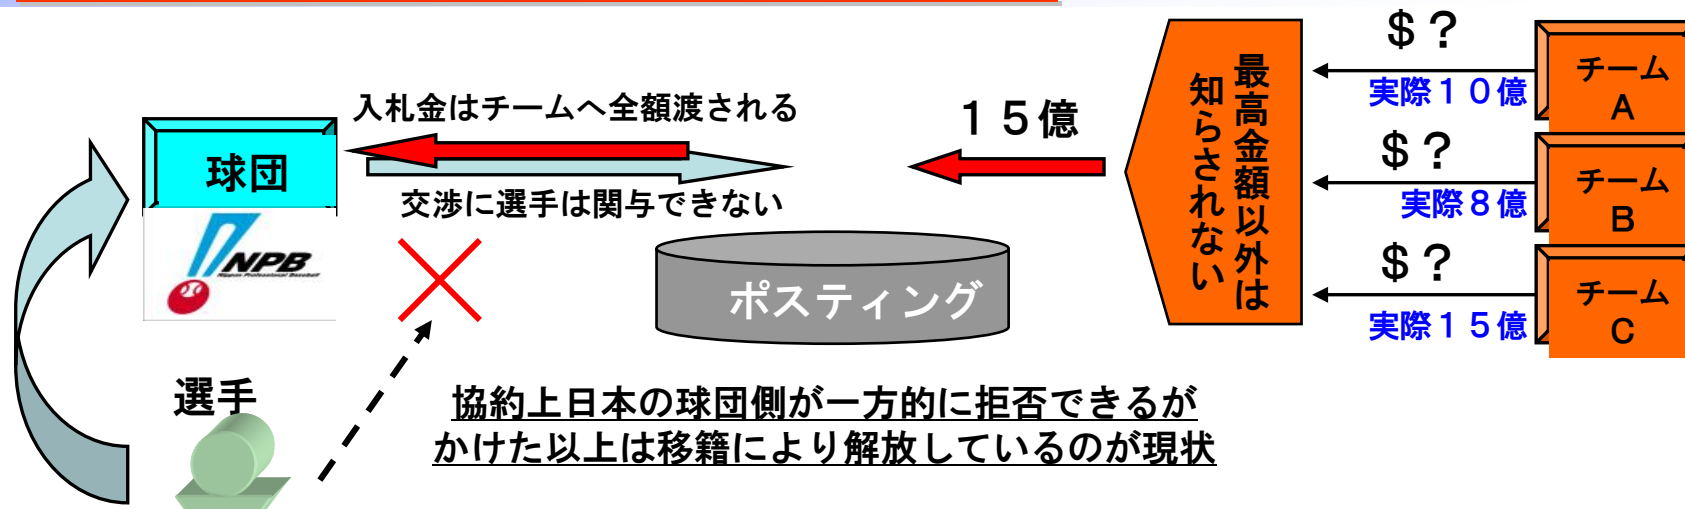 ＄？
チーム
A
実際１０億
入札金はチームへ全額渡される
１５億
最高金額以外は
知らされない
＄？
チーム
B
実際８億
球団
交渉に選手は関与できない
NPB
Nippon Professional Baseball
＄？
チーム
C
実際１５億
ポスティング
選手
協約上日本の球団側が一方的に拒否できるが
かけた以上は移籍により解放しているのが現状